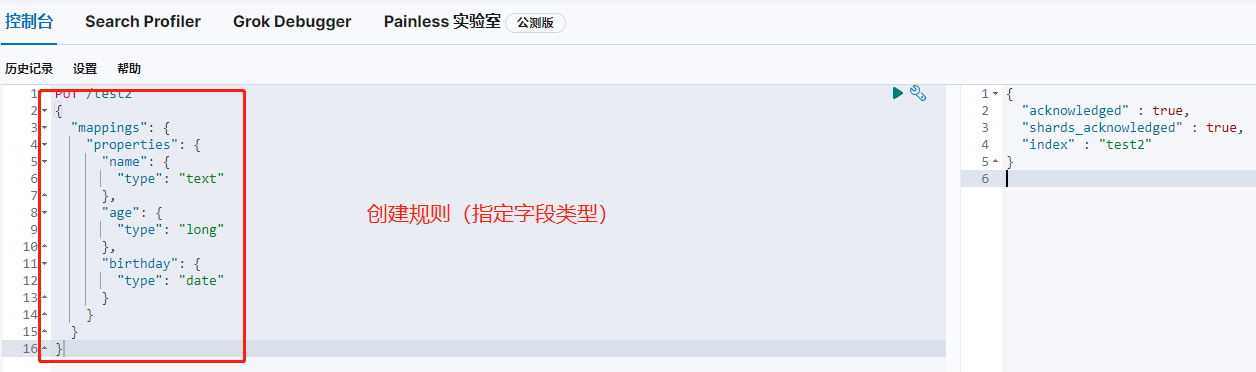 控制台 Search Profiler Grok Debugger Painless 实验室 公测版
历史记录 设置 帮助
1 PUT /test2
2 {
3 "mappings": {
4 "properties": {
5 "name": {
6 "type": "text"
7 },
8 "age": {
9 "type": "long"
10 },
11 "birthday": {
12 "type": "date"
13 }
14 }
15 }
16 }
创建规则（指定字段类型）
1 {
2 "acknowledged" : true,
3 "shards_acknowledged" : true,
4 "index" : "test2"
5 }
6